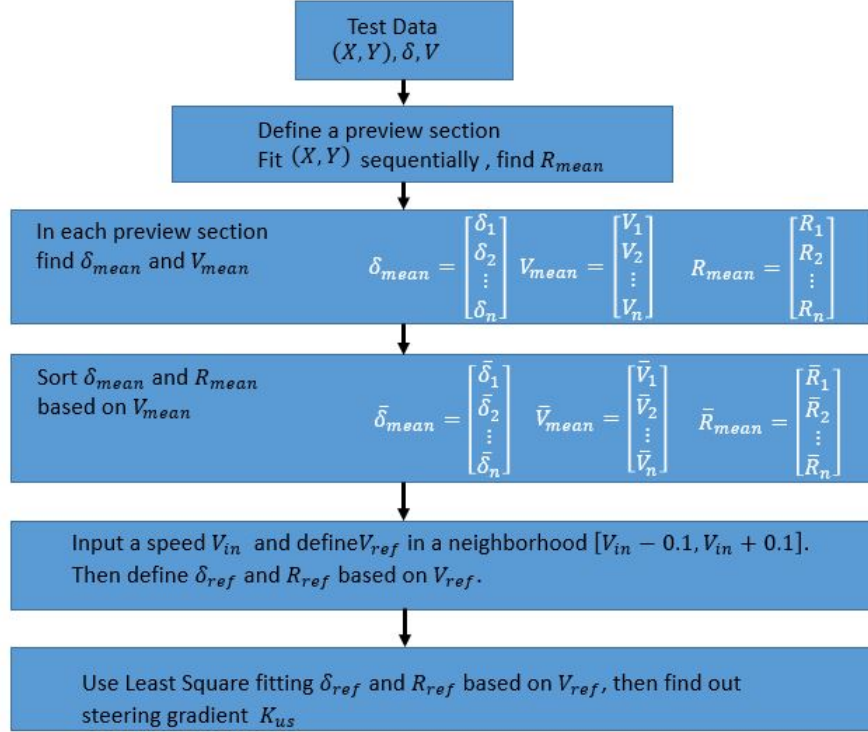 Test Data
(X, Y), δ, V
Define a preview section
Fit (X, Y) sequentially , find R_mean
In each preview section
find δ_mean and V_mean
δ_mean = [δ_1 δ_2 ⋮ δ_n] V_mean = [V_1 V_2 ⋮ V_n] R_mean = [R_1 R_2 ⋮ R_n]
Sort δ_mean and R_mean
based on V_mean
δ̄_mean = [δ̄_1 δ̄_2 ⋮ δ̄_n] V̄_mean = [V̄_1 V̄_2 ⋮ V̄_n] R̄_mean = [R̄_1 R̄_2 ⋮ R̄_n]
Input a speed V_in and defineV_ref in a neighborhood [V_in − 0.1, V_in + 0.1].
Then define δ_ref and R_ref based on V_ref.
Use Least Square fitting δ_ref and R_ref based on V_ref, then find out
steering gradient K_us